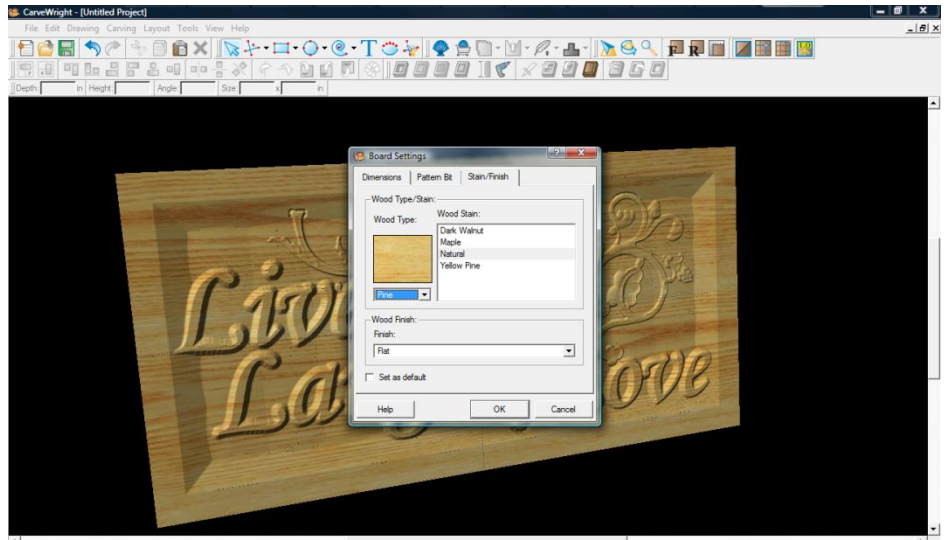 CarveWright - [Untitled Project]
File Edit Drawing Carving Layout Tools View Help
T
F R
Depth: in Height: Angle: Size: x in
Board Settings
Dimensions Pattern Bit Stain/Finish
Wood Type/Stain:
Wood Type:
Wood Stain:
Dark Walnut
Maple
Natural
Yellow Pine
Pine
Wood Finish:
Finish:
Flat
Set as default
Help OK Cancel
Liv
La ove